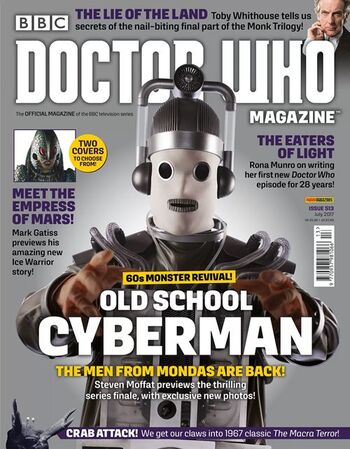 BBC
THE LIE OF THE LAND Toby Whithouse tells us
secrets of the nail-biting final part of the Monk Trilogy!
DOCTOR WHO
The OFFICIAL MAGAZINE of the BBC television series
MAGAZINE
TWO
COVERS
TO CHOOSE
FROM!
MEET THE
EMPRESS
OF MARS!
Mark Gatiss
previews his
amazing new
Ice Warrior
story!
THE EATERS
OF LIGHT
Rona Munro on writing
her first new Doctor Who
episode for 28 years!
ISSUE 513
July 2017
60s MONSTER REVIVAL!
OLD SCHOOL
CYBERMAN
THE MEN FROM MONDAS ARE BACK!
Steven Moffat previews the thrilling
series finale, with exclusive new photos!
CRAB ATTACK! We get our claws into 1967 classic The Macra Terror!